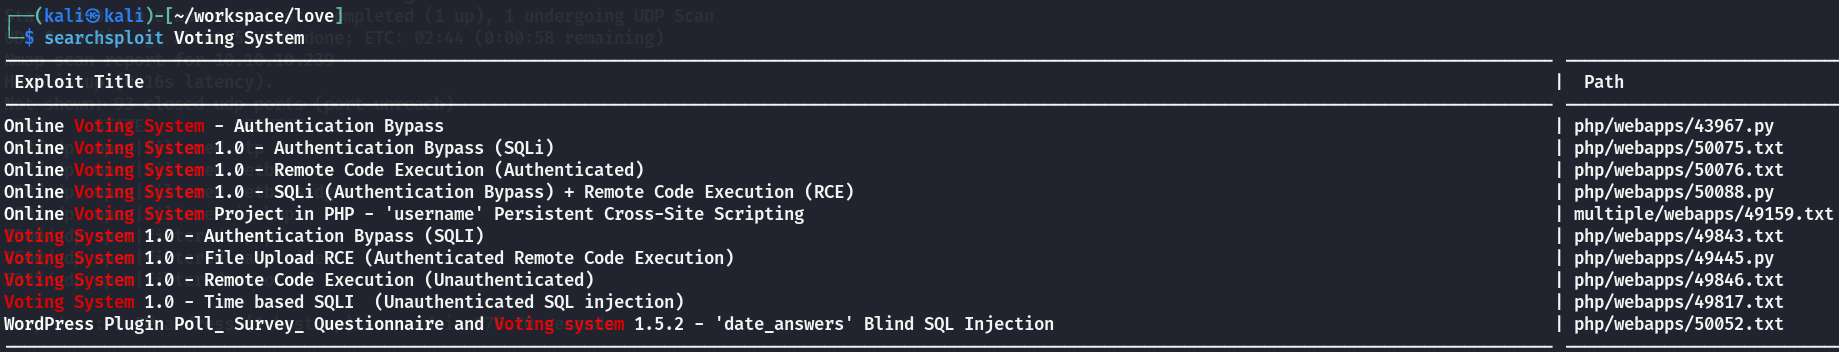 ┌──(kali㉿kali)-[~/workspace/love]
└─$ searchsploit Voting System
Exploit Title | Path
Online Voting System - Authentication Bypass | php/webapps/43967.py
Online Voting System 1.0 - Authentication Bypass (SQLi) | php/webapps/50075.txt
Online Voting System 1.0 - Remote Code Execution (Authenticated) | php/webapps/50076.txt
Online Voting System 1.0 - SQLi (Authentication Bypass) + Remote Code Execution (RCE) | php/webapps/50088.py
Online Voting System Project in PHP - 'username' Persistent Cross-Site Scripting | multiple/webapps/49159.txt
Voting System 1.0 - Authentication Bypass (SQLI) | php/webapps/49843.txt
Voting System 1.0 - File Upload RCE (Authenticated Remote Code Execution) | php/webapps/49445.py
Voting System 1.0 - Remote Code Execution (Unauthenticated) | php/webapps/49846.txt
Voting System 1.0 - Time based SQLI  (Unauthenticated SQL injection) | php/webapps/49817.txt
WordPress Plugin Poll_ Survey_ Questionnaire and Voting system 1.5.2 - 'date_answers' Blind SQL Injection | php/webapps/50052.txt